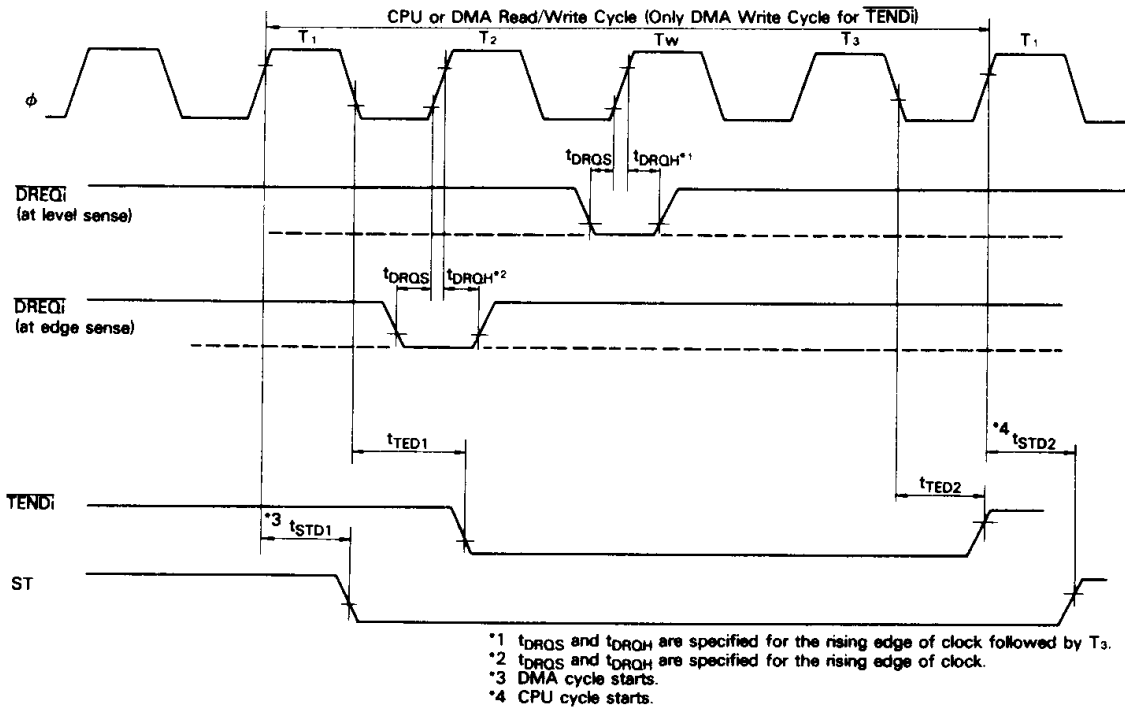 CPU or DMA Read/Write Cycle (Only DMA Write Cycle for TENDi)
T1 T2 Tw T3 T1
φ
tDRQS tDRQH*1
DREQi
(at level sense)
tDRQS tDRQH*2
DREQi
(at edge sense)
tTED1
*4 tSTD2
tTED2
TENDi
*3 tSTD1
ST
*1 tDRQS and tDRQH are specified for the rising edge of clock followed by T3.
*2 tDRQS and tDRQH are specified for the rising edge of clock.
*3 DMA cycle starts.
*4 CPU cycle starts.